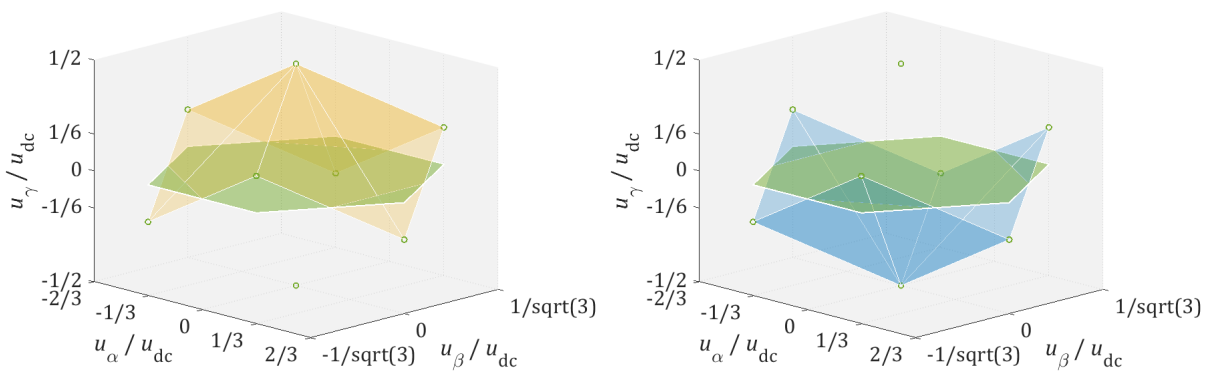 1/2
1/6
0
-1/6
-1/2
u_γ / u_dc
-2/3
-1/3
0
1/3
2/3
u_α / u_dc
-1/sqrt(3)
0
1/sqrt(3)
u_β / u_dc
1/2
1/6
0
-1/6
-1/2
u_γ / u_dc
-2/3
-1/3
0
1/3
2/3
u_α / u_dc
-1/sqrt(3)
0
1/sqrt(3)
u_β / u_dc